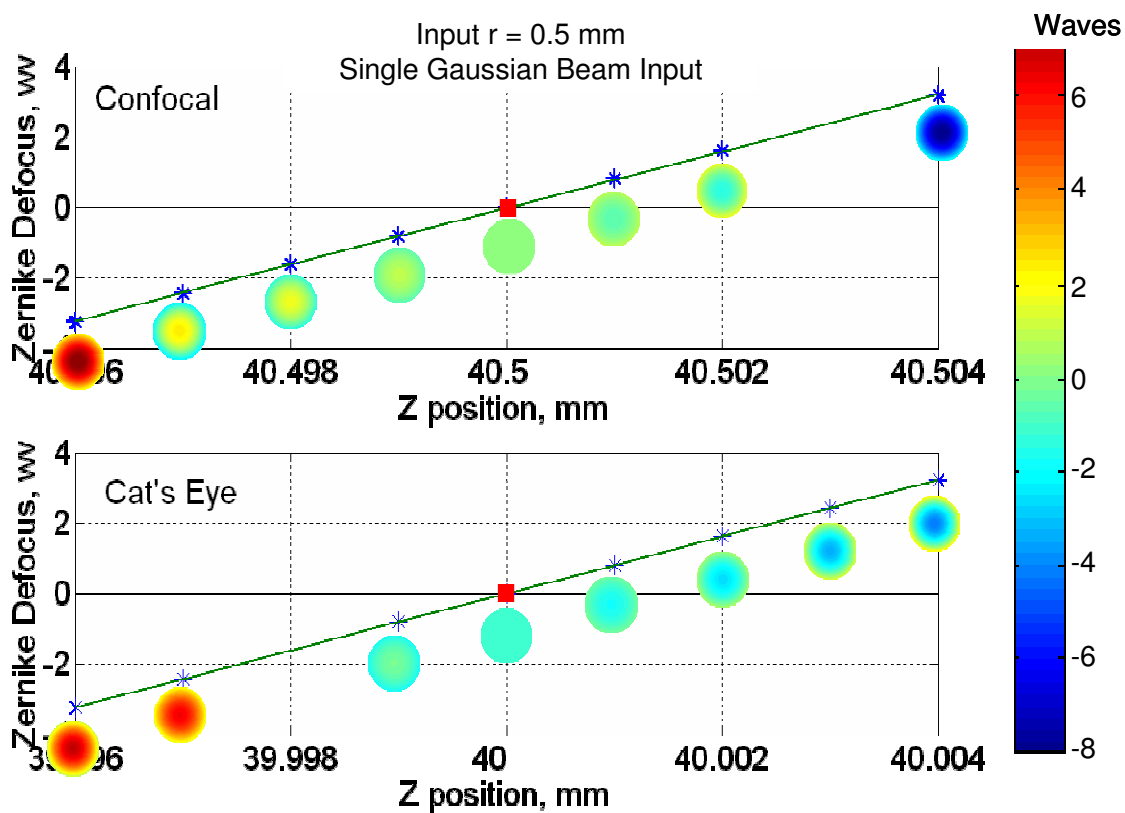 Input r = 0.5 mm
Single Gaussian Beam Input
Waves
Confocal
Zernike Defocus, wv
4
2
0
-2
40.498
40.5
40.502
40.504
Z position, mm
Cat's Eye
Zernike Defocus, wv
4
2
0
-2
39.998
40
40.002
40.004
Z position, mm
6
4
2
0
-2
-4
-6
-8